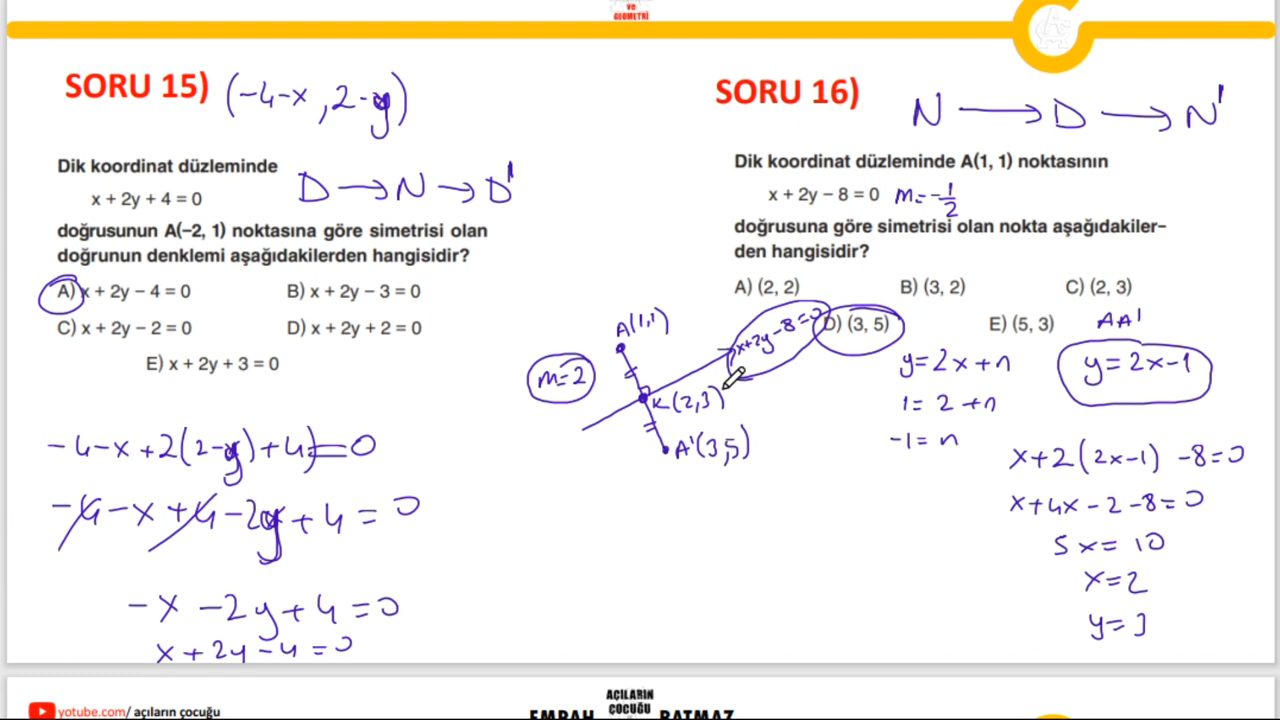 ve
GEOMETRİ
SORU 15) (-4-x, 2-y)
Dik koordinat düzleminde
x + 2y + 4 = 0
D → N → D'
doğrusunun A(–2, 1) noktasına göre simetrisi olan
doğrunun denklemi aşağıdakilerden hangisidir?
A) x + 2y – 4 = 0
B) x + 2y – 3 = 0
C) x + 2y – 2 = 0
D) x + 2y + 2 = 0
E) x + 2y + 3 = 0
-4-x+2(2-y)+4)=0
-4-x+4-2y+4=0
-x-2y+4=0
x+2y-4=0
SORU 16)
N → D → N'
Dik koordinat düzleminde A(1, 1) noktasının
x + 2y – 8 = 0 m=-1/2
doğrusuna göre simetrisi olan nokta aşağıdakiler-
den hangisidir?
A) (2, 2)
B) (3, 2)
C) (2, 3)
D) (3, 5)
E) (5, 3)
A(1,1)
x+2y-8=0
m=2
K(2,3)
A'(3,5)
y=2x+n
1=2+n
-1=n
AA'
y=2x-1
x+2(2x-1)-8=0
x+4x-2-8=0
5x=10
x=2
y=3
yotube.com/ açıların çocuğu
AÇILARIN
ÇOCUĞU
EMRAH BATMAZ